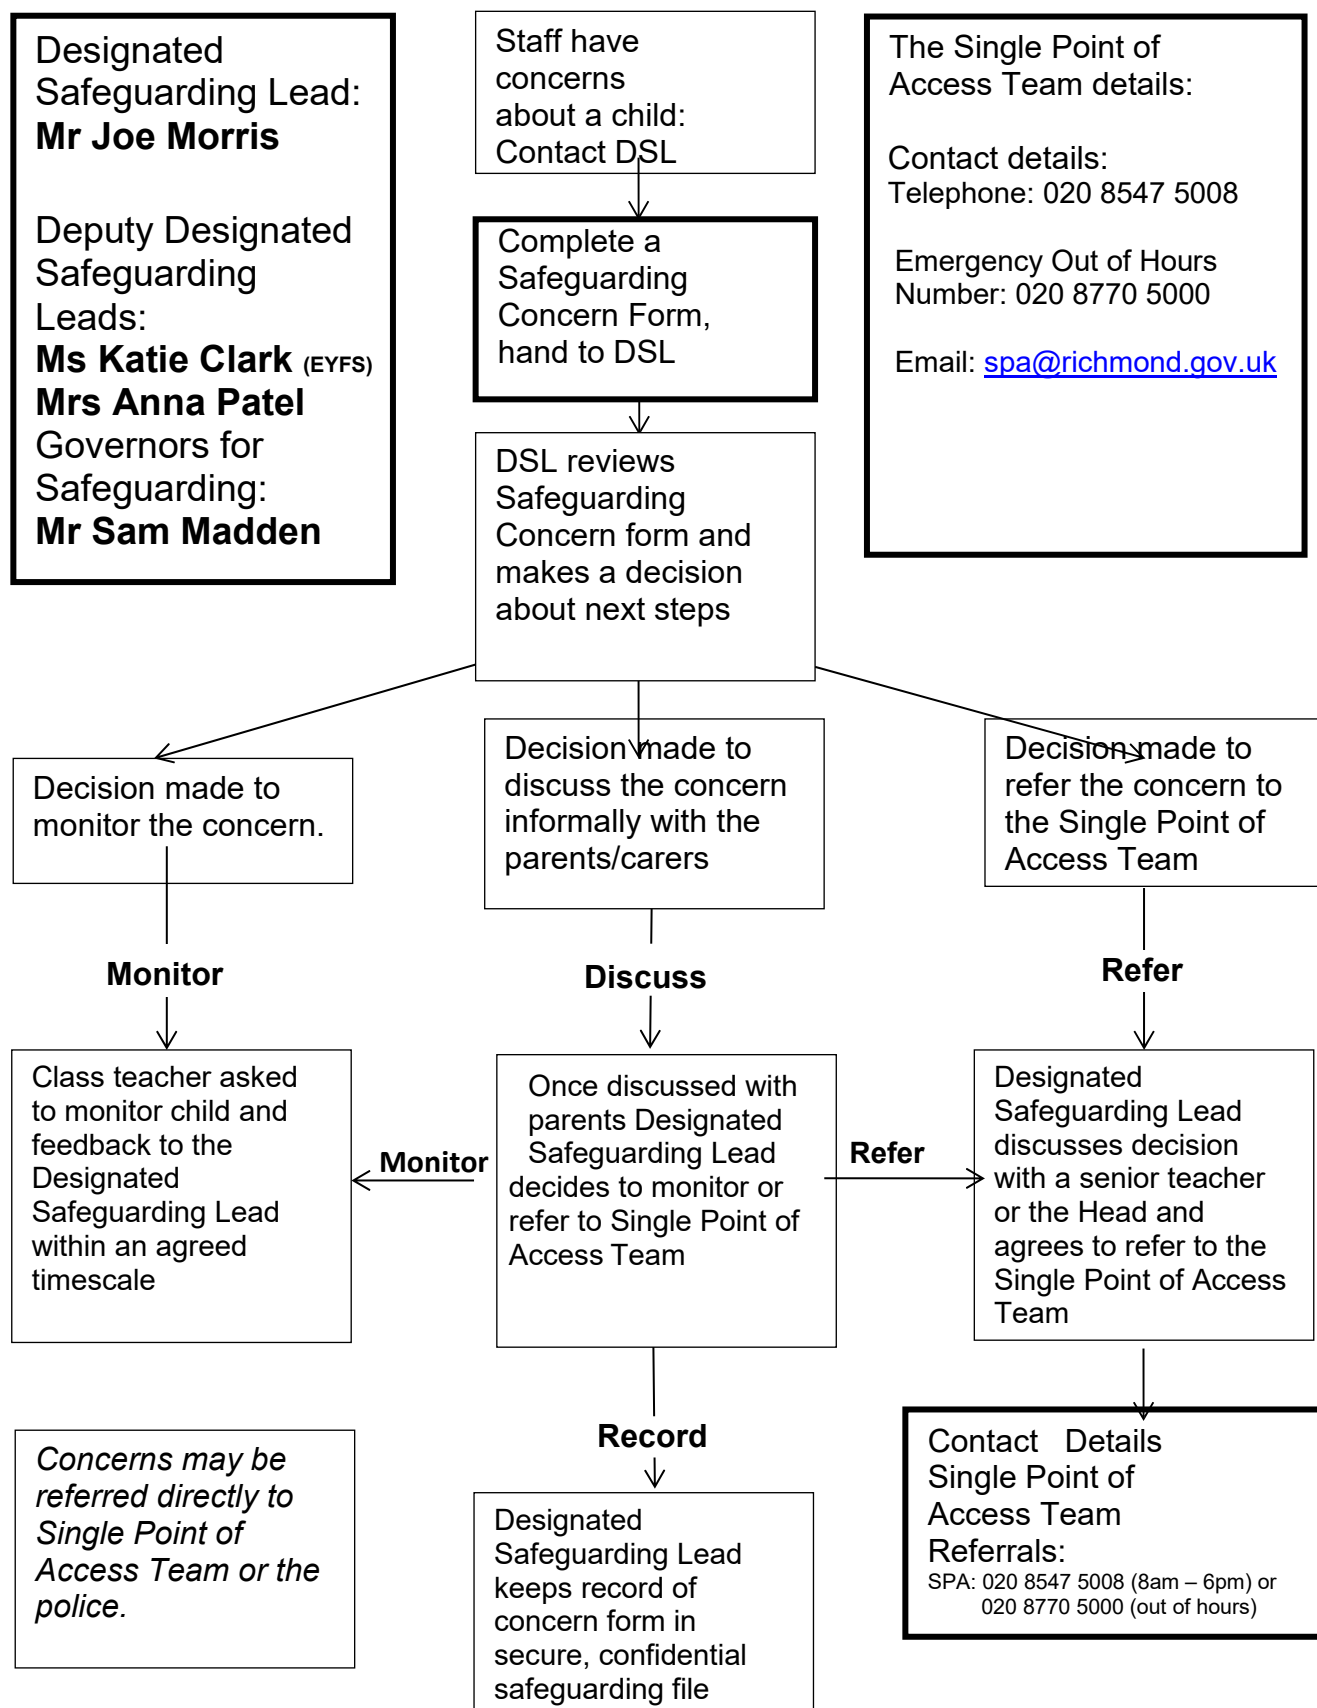 Designated
Safeguarding Lead:
Mr Joe Morris
Deputy Designated
Safeguarding
Leads:
Ms Katie Clark (EYFS)
Mrs Anna Patel
Governors for
Safeguarding:
Mr Sam Madden
Staff have
concerns
about a child:
Contact DSL
The Single Point of
Access Team details:
Contact details:
Telephone: 020 8547 5008
Emergency Out of Hours
Number: 020 8770 5000
Email: spa@richmond.gov.uk
Complete a
Safeguarding
Concern Form,
hand to DSL
DSL reviews
Safeguarding
Concern form and
makes a decision
about next steps
Decision made to
monitor the concern.
Decision made to
discuss the concern
informally with the
parents/carers
Decision made to
refer the concern to
the Single Point of
Access Team
Monitor
Discuss
Refer
Class teacher asked
to monitor child and
feedback to the
Designated
Safeguarding Lead
within an agreed
timescale
Monitor
Once discussed with
parents Designated
Safeguarding Lead
decides to monitor or
refer to Single Point of
Access Team
Refer
Designated
Safeguarding Lead
discusses decision
with a senior teacher
or the Head and
agrees to refer to the
Single Point of Access
Team
Concerns may be
referred directly to
Single Point of
Access Team or the
police.
Record
Designated
Safeguarding Lead
keeps record of
concern form in
secure, confidential
safeguarding file
Contact Details
Single Point of
Access Team
Referrals:
SPA: 020 8547 5008 (8am – 6pm) or
020 8770 5000 (out of hours)